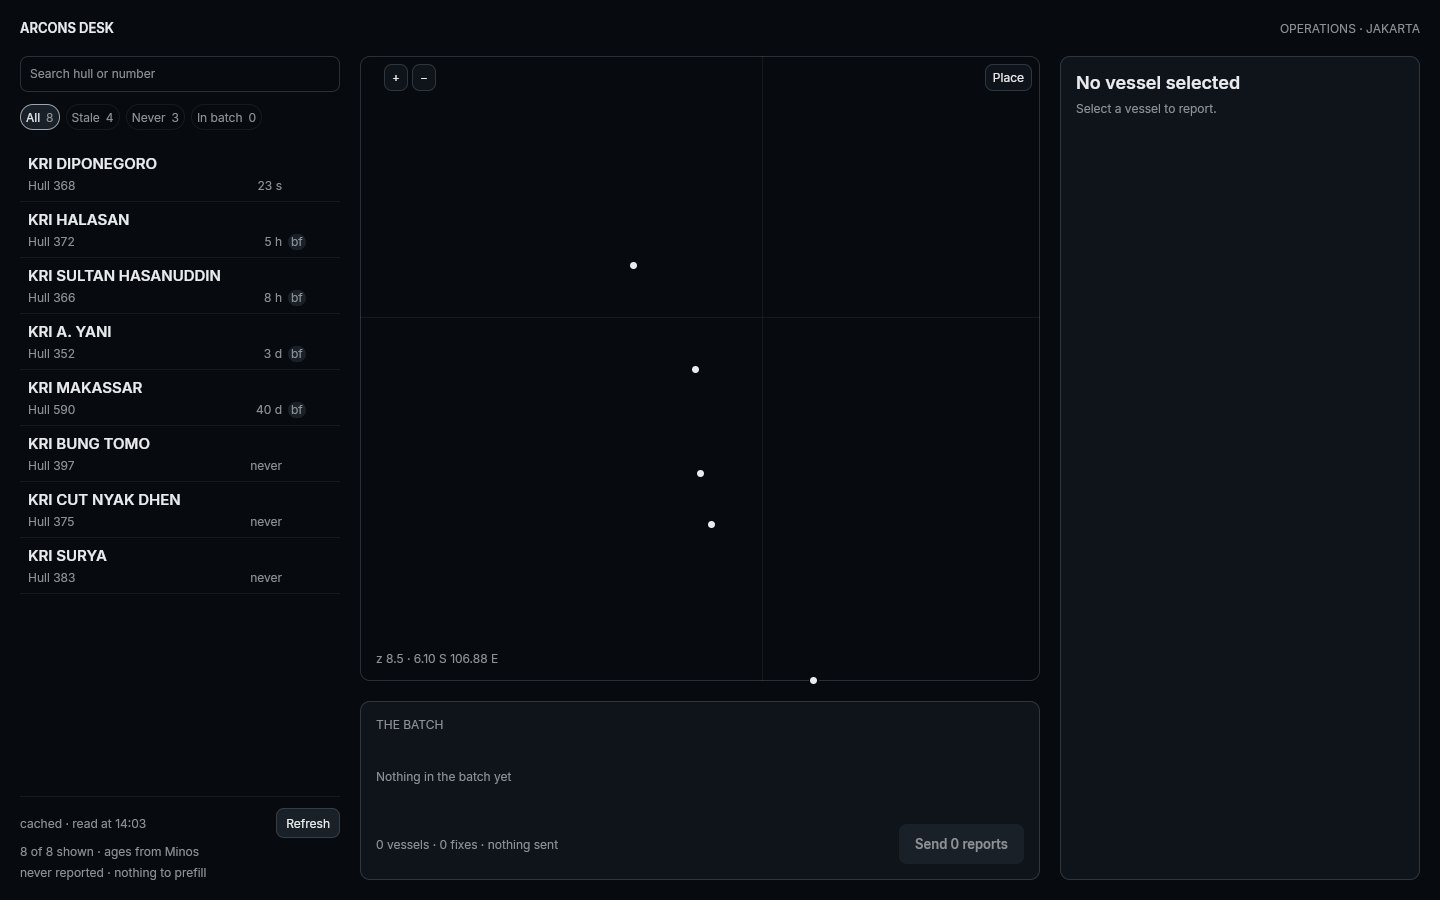 ARCONS DESK
OPERATIONS · JAKARTA
Search hull or number
All 8 Stale 4 Never 3 In batch 0
KRI DIPONEGORO
Hull 368 23 s
KRI HALASAN
Hull 372 5 h bf
KRI SULTAN HASANUDDIN
Hull 366 8 h bf
KRI A. YANI
Hull 352 3 d bf
KRI MAKASSAR
Hull 590 40 d bf
KRI BUNG TOMO
Hull 397 never
KRI CUT NYAK DHEN
Hull 375 never
KRI SURYA
Hull 383 never
cached · read at 14:03
Refresh
8 of 8 shown · ages from Minos
never reported · nothing to prefill
+ −
Place
z 8.5 · 6.10 S 106.88 E
THE BATCH
Nothing in the batch yet
0 vessels · 0 fixes · nothing sent
Send 0 reports
No vessel selected
Select a vessel to report.